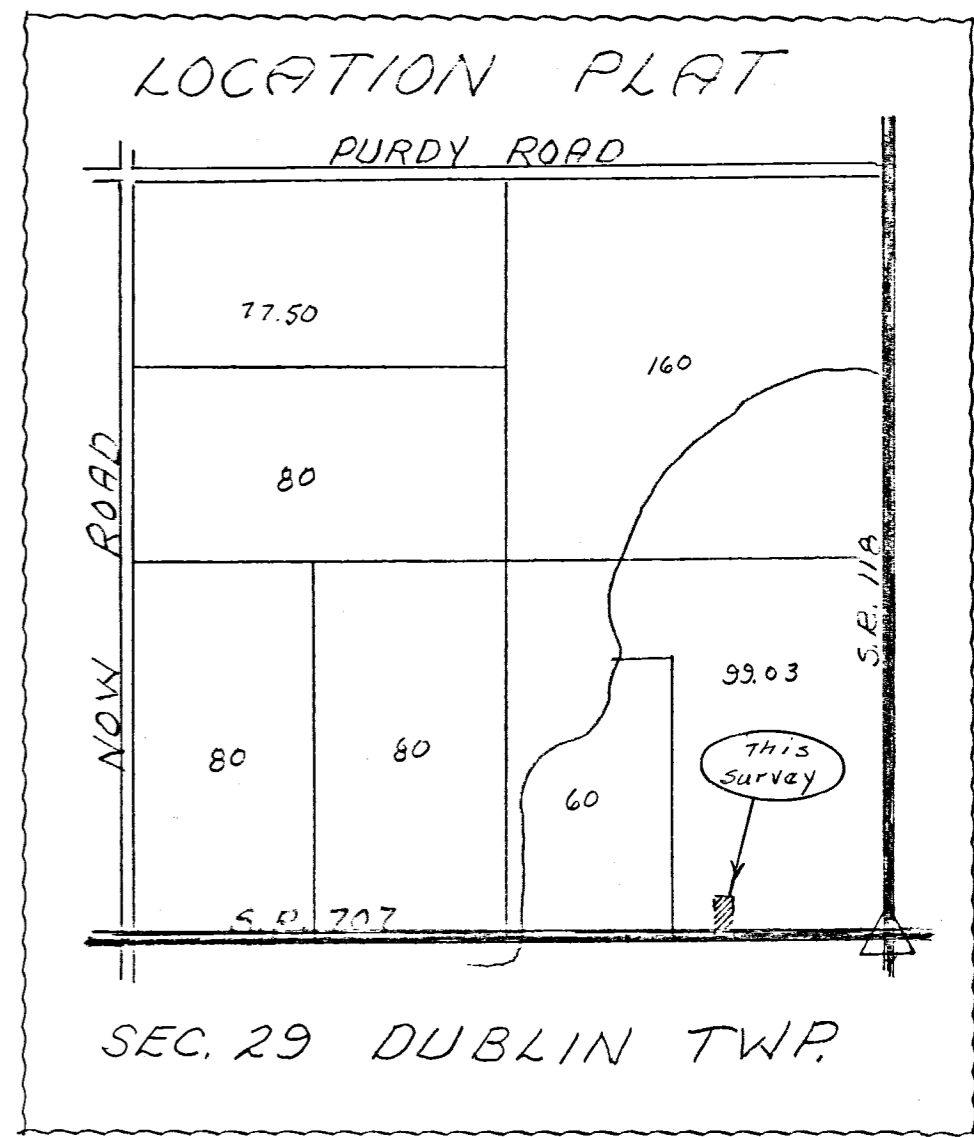 LOCATION PLAT
PURDY ROAD
77.50
160
80
NOW ROAD
S.R. 118
99.03
80
80
This
survey
60
S.R. 707
SEC. 29 DUBLIN TWP.